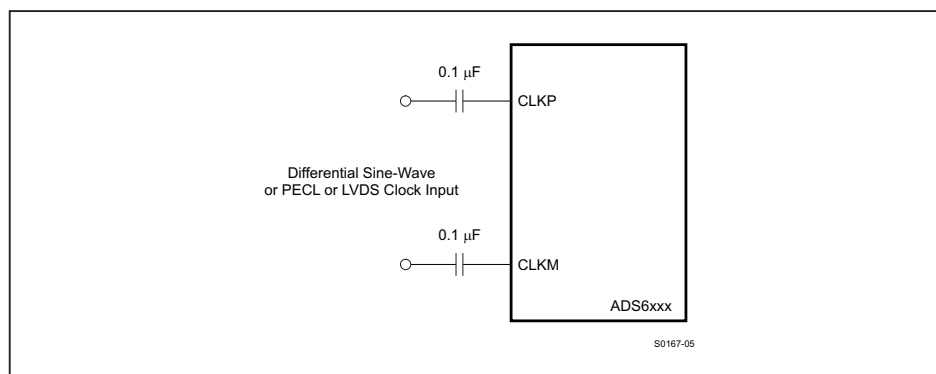 0.1 μF
CLKP
Differential Sine-Wave
or PECL or LVDS Clock Input
0.1 μF
CLKM
ADS6xxx
S0167-05